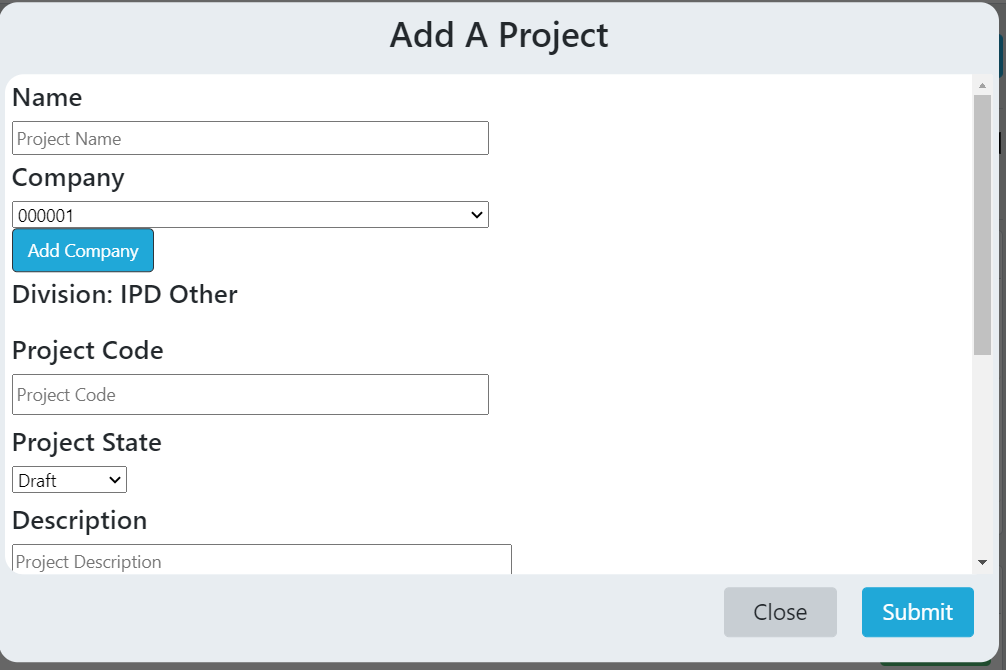 Add A Project
Name
Project Name
Company
000001
Add Company
Division: IPD Other
Project Code
Project Code
Project State
Draft
Description
Project Description
Close
Submit